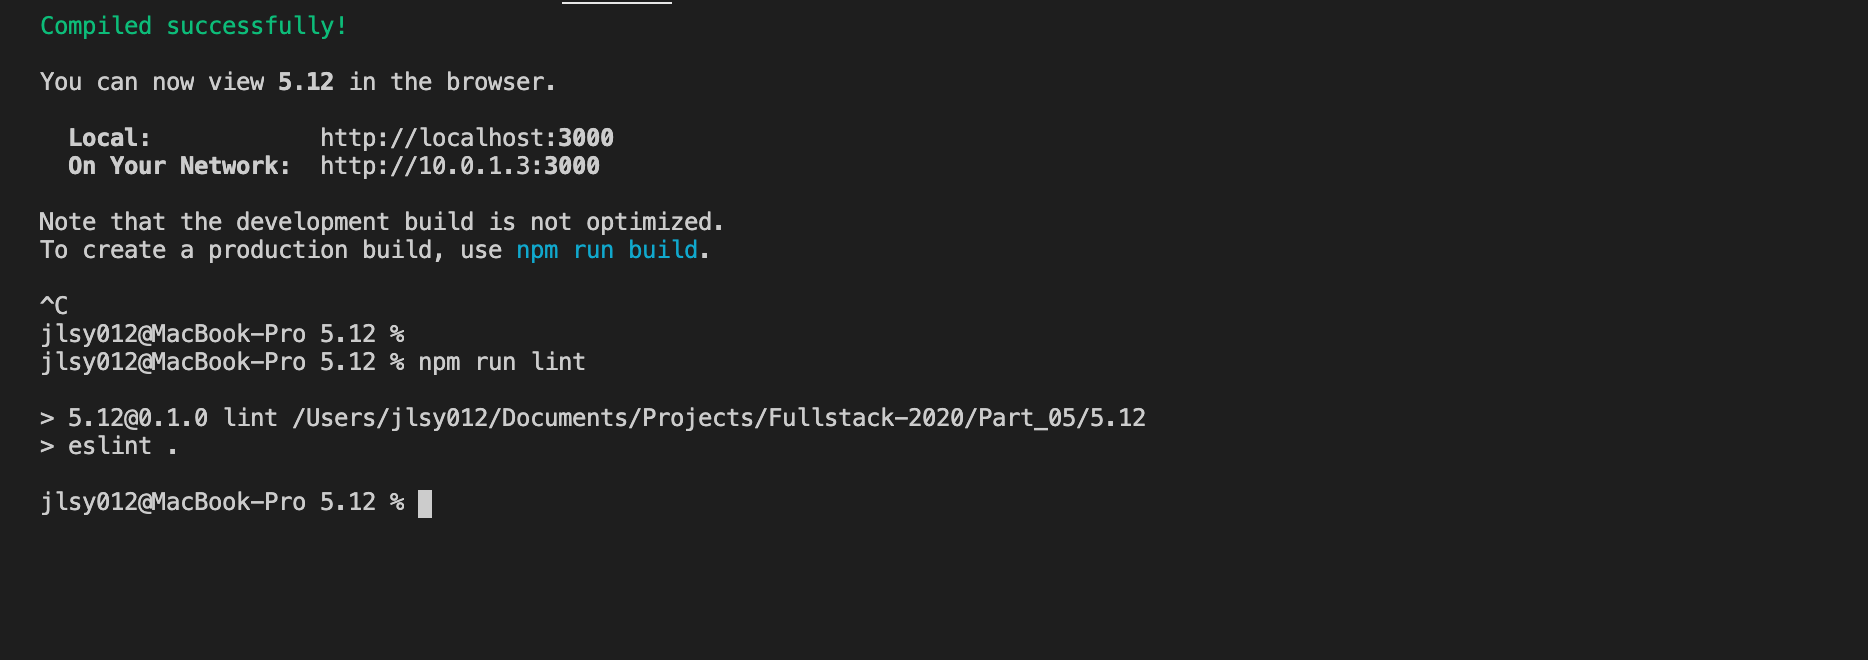 Compiled successfully!
You can now view 5.12 in the browser.
Local: http://localhost:3000
On Your Network: http://10.0.1.3:3000
Note that the development build is not optimized.
To create a production build, use npm run build.
^C
jlsy012@MacBook-Pro 5.12 %
jlsy012@MacBook-Pro 5.12 % npm run lint
> 5.12@0.1.0 lint /Users/jlsy012/Documents/Projects/Fullstack-2020/Part_05/5.12
> eslint .
jlsy012@MacBook-Pro 5.12 %